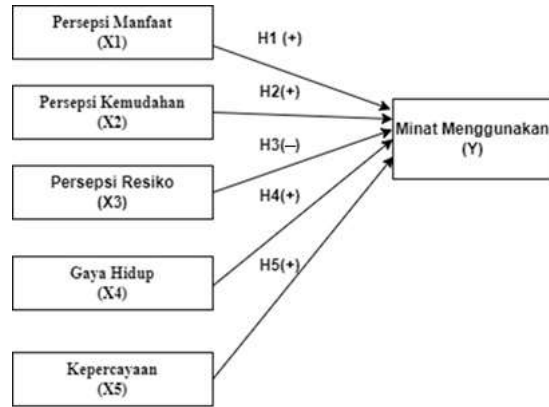 Persepsi Manfaat
(X1)
H1 (+)
Persepsi Kemudahan
(X2)
H2(+)
Minat Menggunakan
(Y)
Persepsi Resiko
(X3)
H3(–)
Gaya Hidup
(X4)
H4(+)
Kepercayaan
(X5)
H5(+)